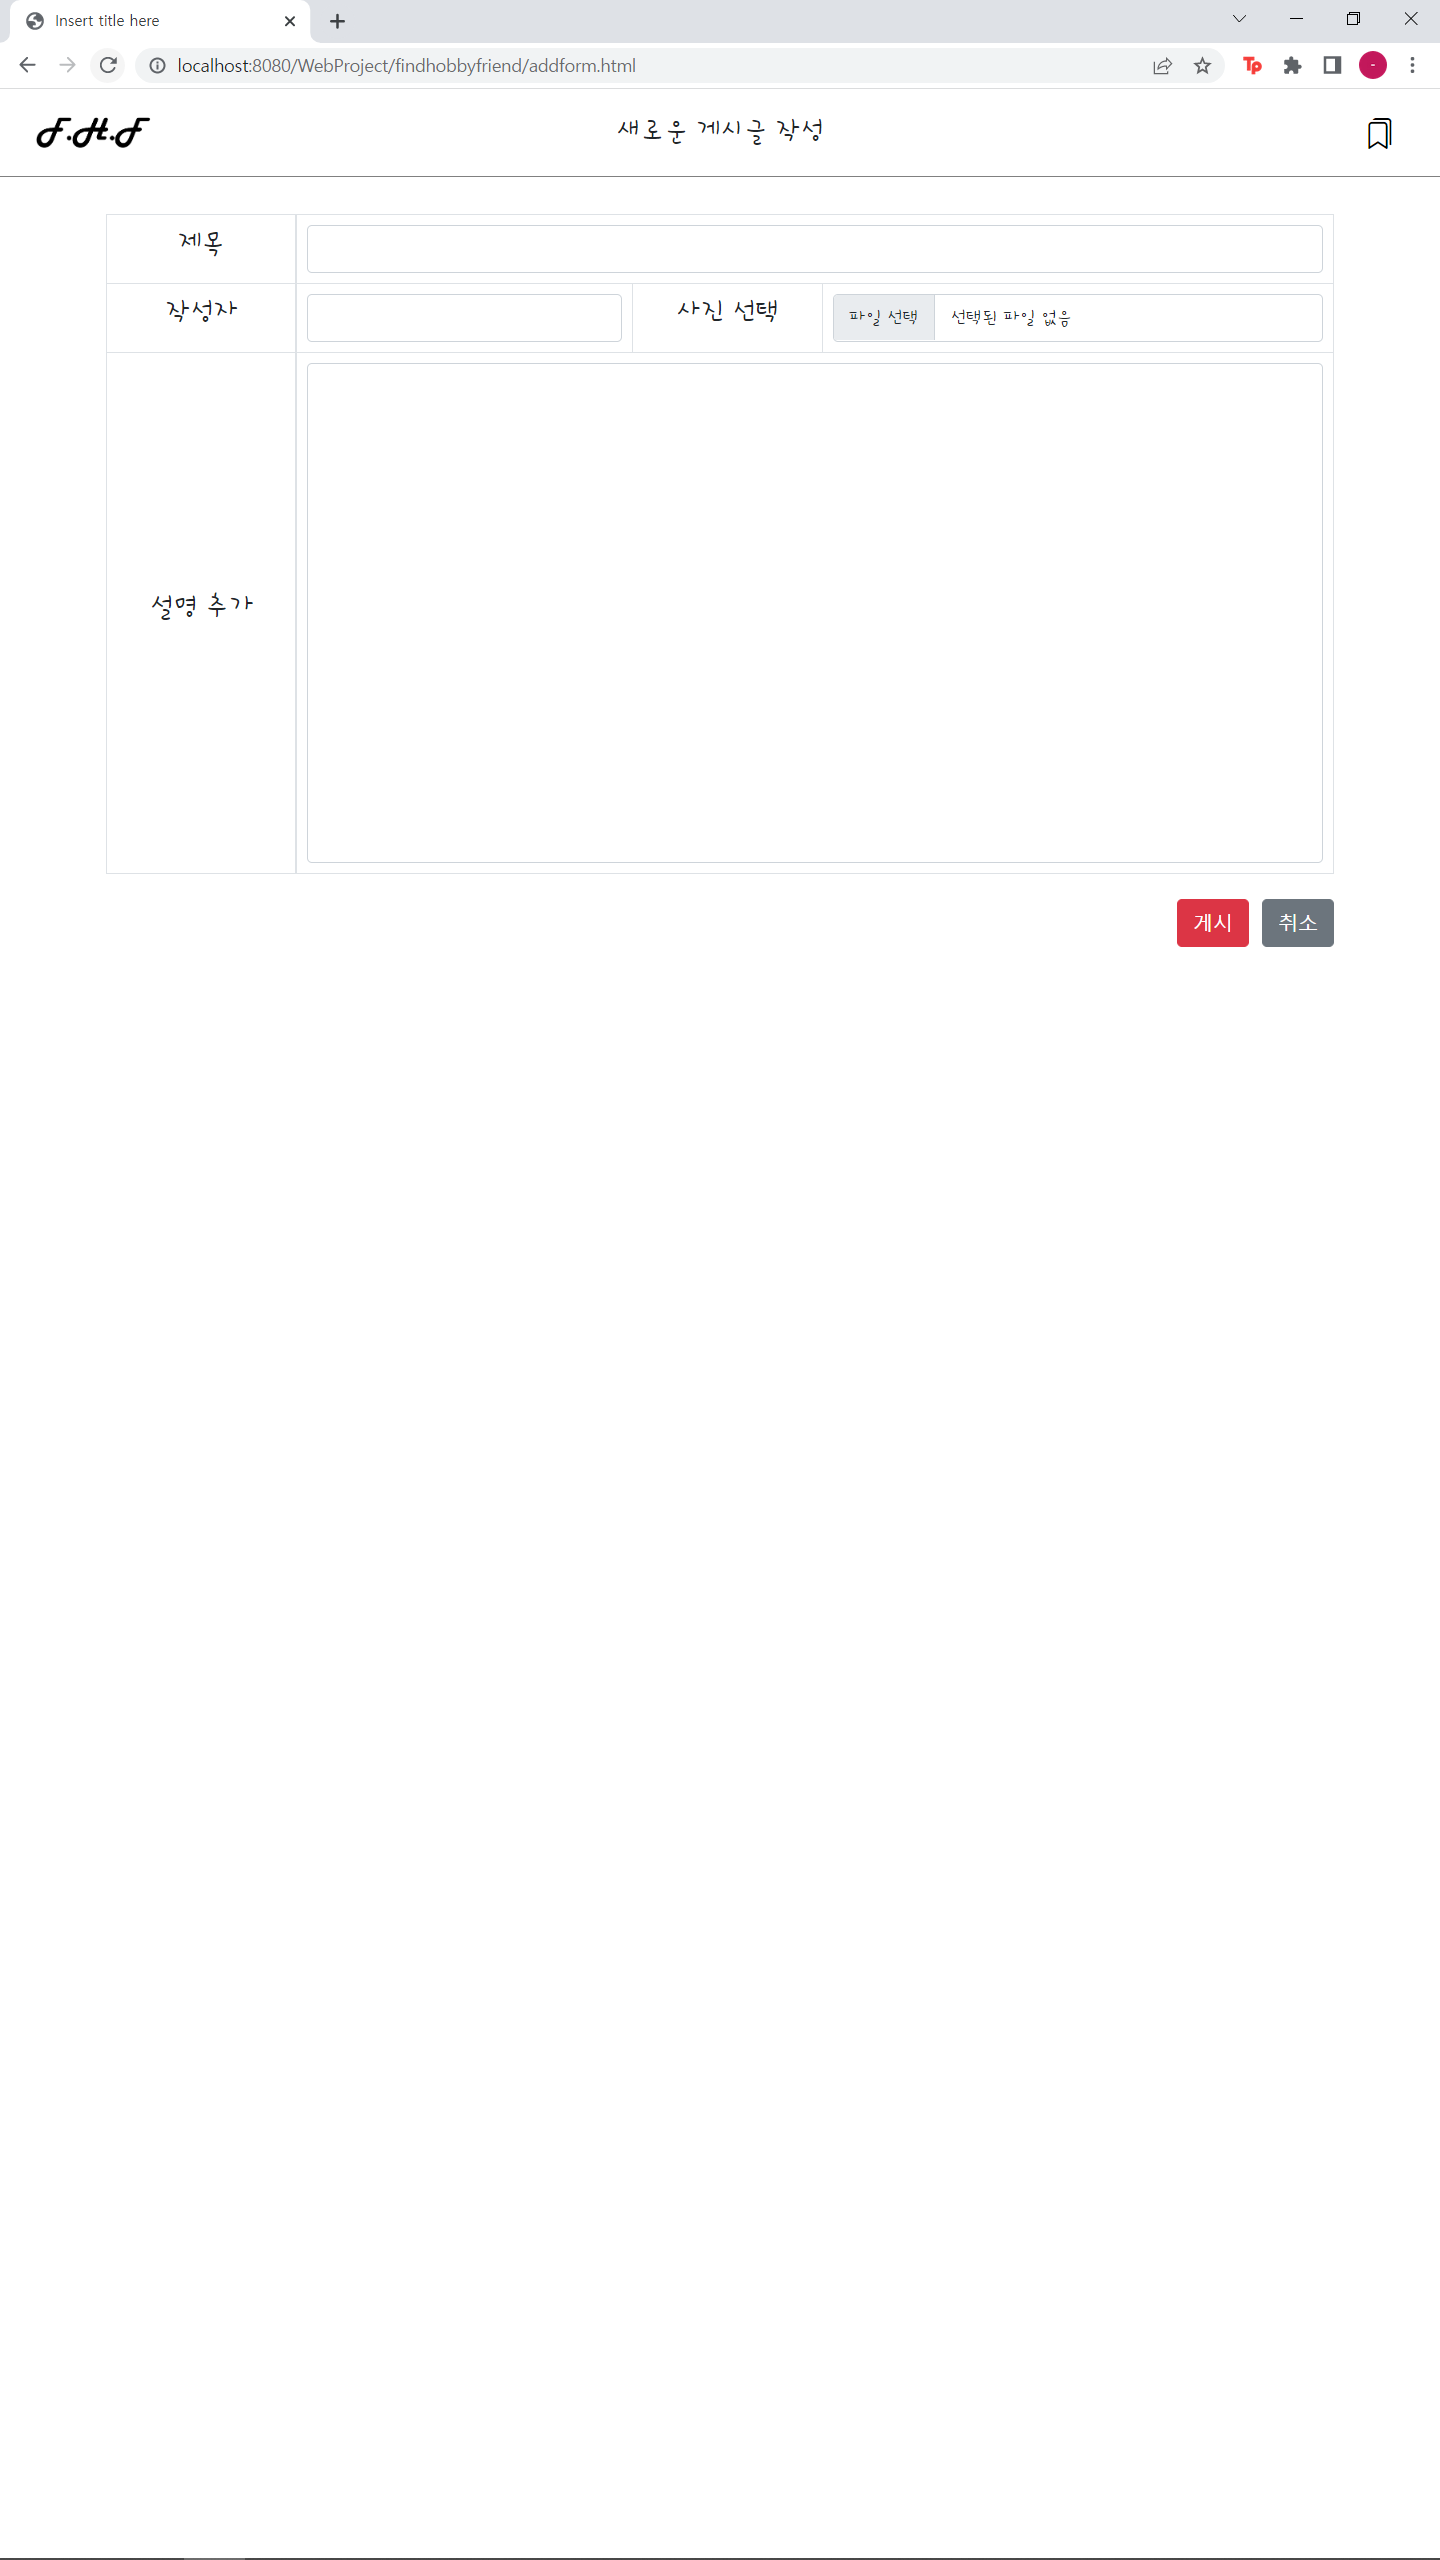 Insert title here
localhost:8080/WebProject/findhobbyfriend/addform.html
Tp
F.H.F
새로운 게시글 작성
제목
작성자
사진 선택
파일 선택 선택된 파일 없음
설명 추가
게시 취소